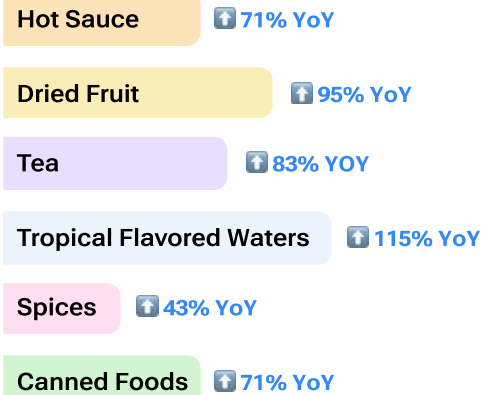 Hot Sauce ⬆️ 71% YoY
Dried Fruit ⬆️ 95% YoY
Tea ⬆️ 83% YOY
Tropical Flavored Waters ⬆️ 115% YoY
Spices ⬆️ 43% YoY
Canned Foods ⬆️ 71% YoY